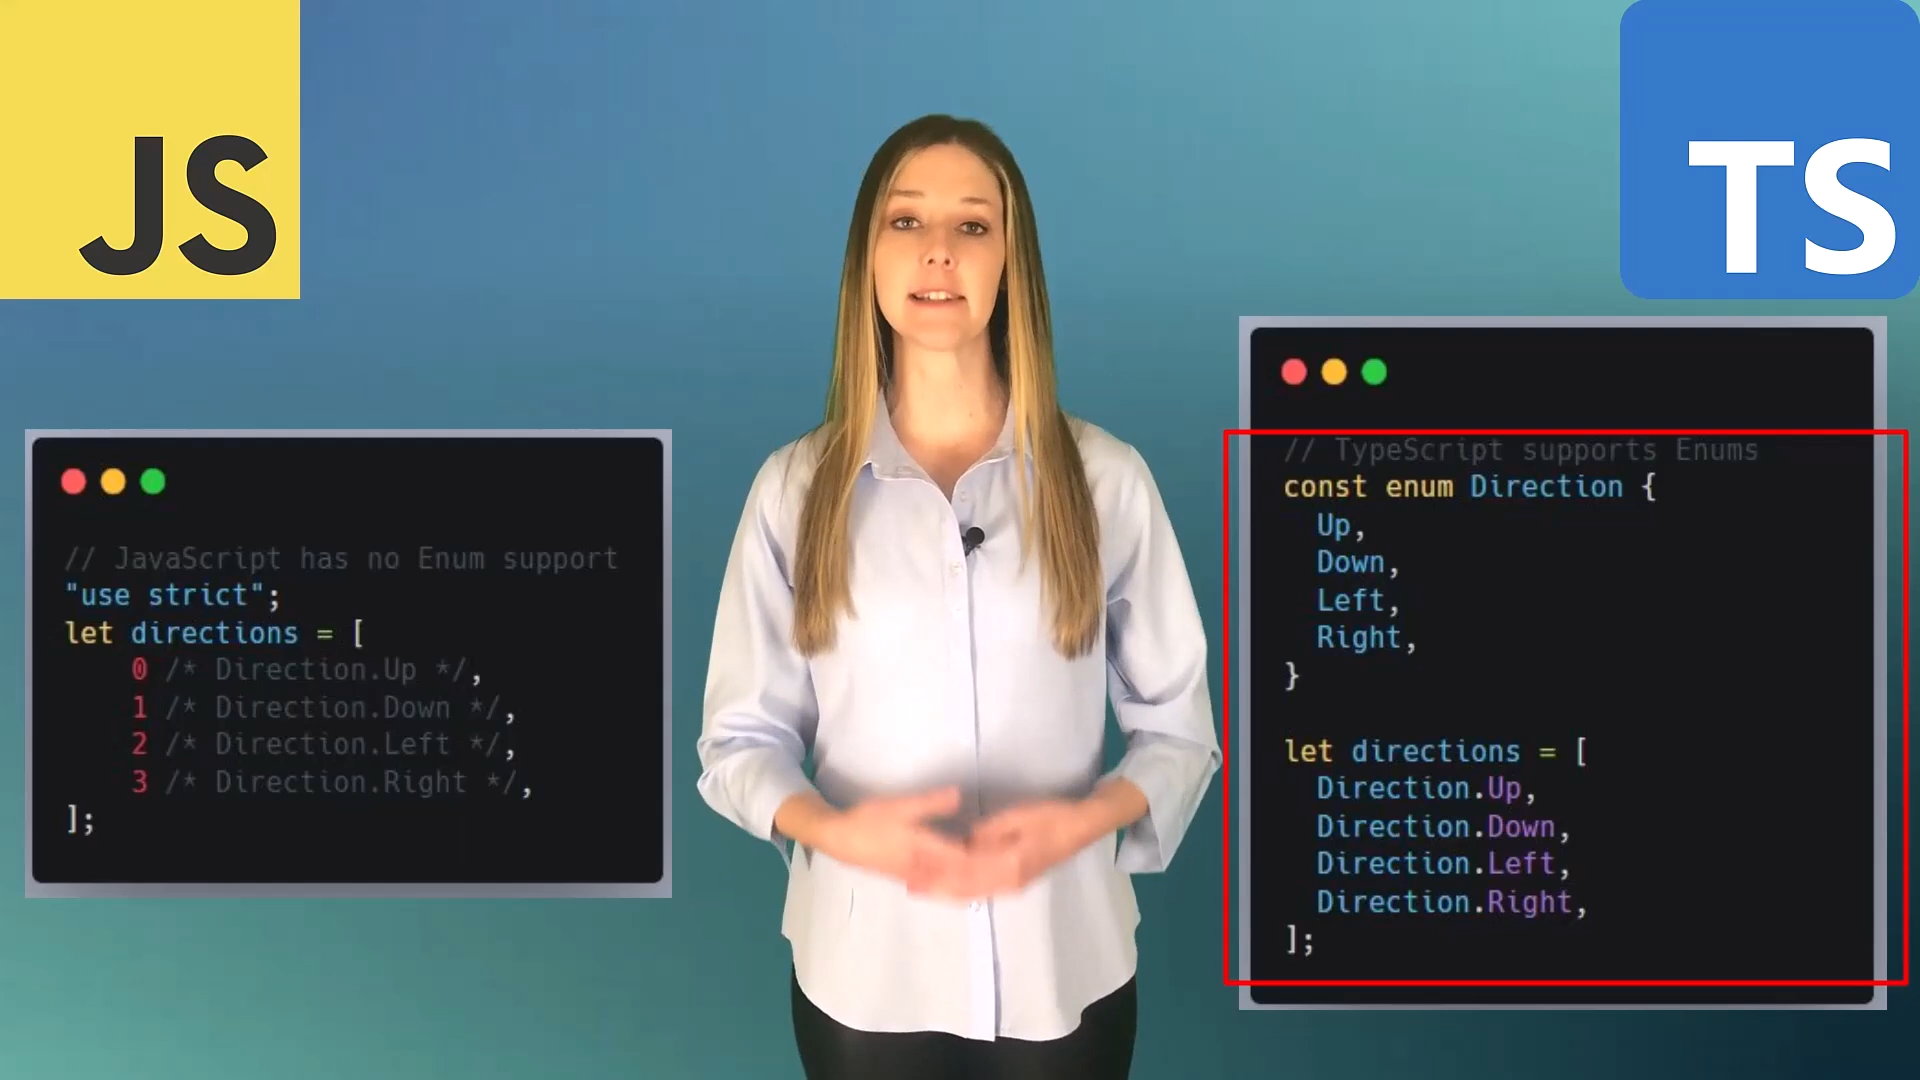 JS
TS
// JavaScript has no Enum support
"use strict";
let directions = [
0 /* Direction.Up */,
1 /* Direction.Down */,
2 /* Direction.Left */,
3 /* Direction.Right */,
];
// TypeScript supports Enums
const enum Direction {
Up,
Down,
Left,
Right,
}
let directions = [
Direction.Up,
Direction.Down,
Direction.Left,
Direction.Right,
];